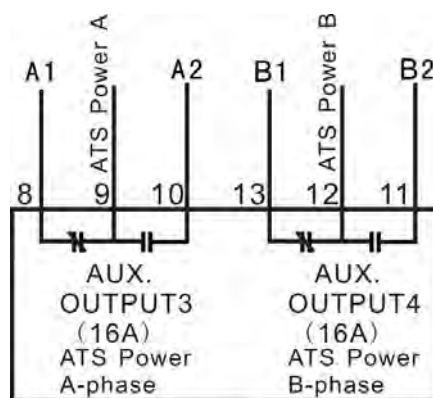 A1 ATS Power A A2 B1 ATS Power B B2
8 9 10 13 12 11
AUX.
OUTPUT3
(16A)
ATS Power
A-phase
AUX.
OUTPUT4
(16A)
ATS Power
B-phase